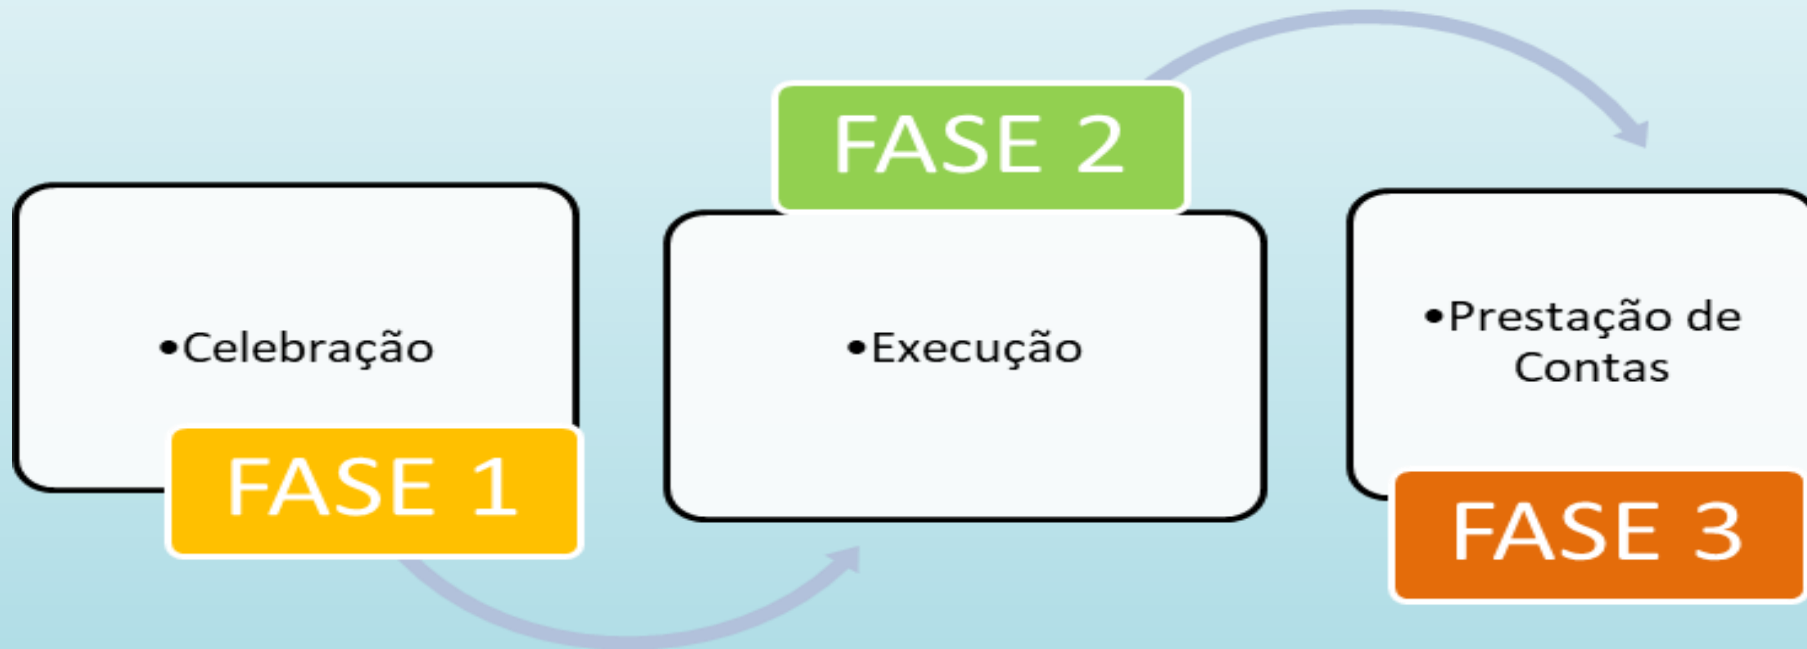 •Celebração
FASE 1
FASE 2
•Execução
•Prestação de
Contas
FASE 3